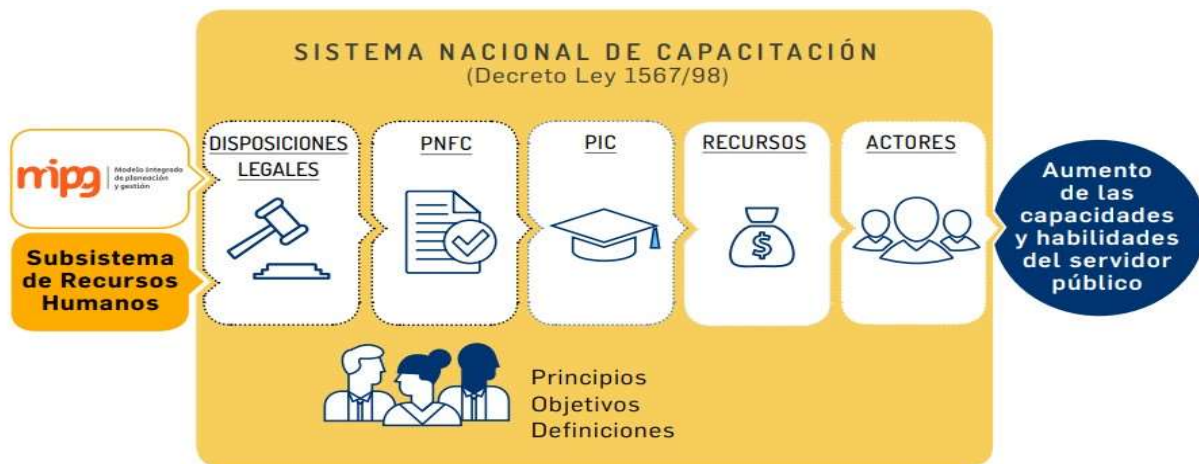 SISTEMA NACIONAL DE CAPACITACIÓN
(Decreto Ley 1567/98)
mipg
Modelo Integrado
de planeación
y gestión
Subsistema
de Recursos
Humanos
DISPOSICIONES
LEGALES
PNFC
PIC
RECURSOS
$
ACTORES
Aumento
de las
capacidades
y habilidades
del servidor
público
Principios
Objetivos
Definiciones